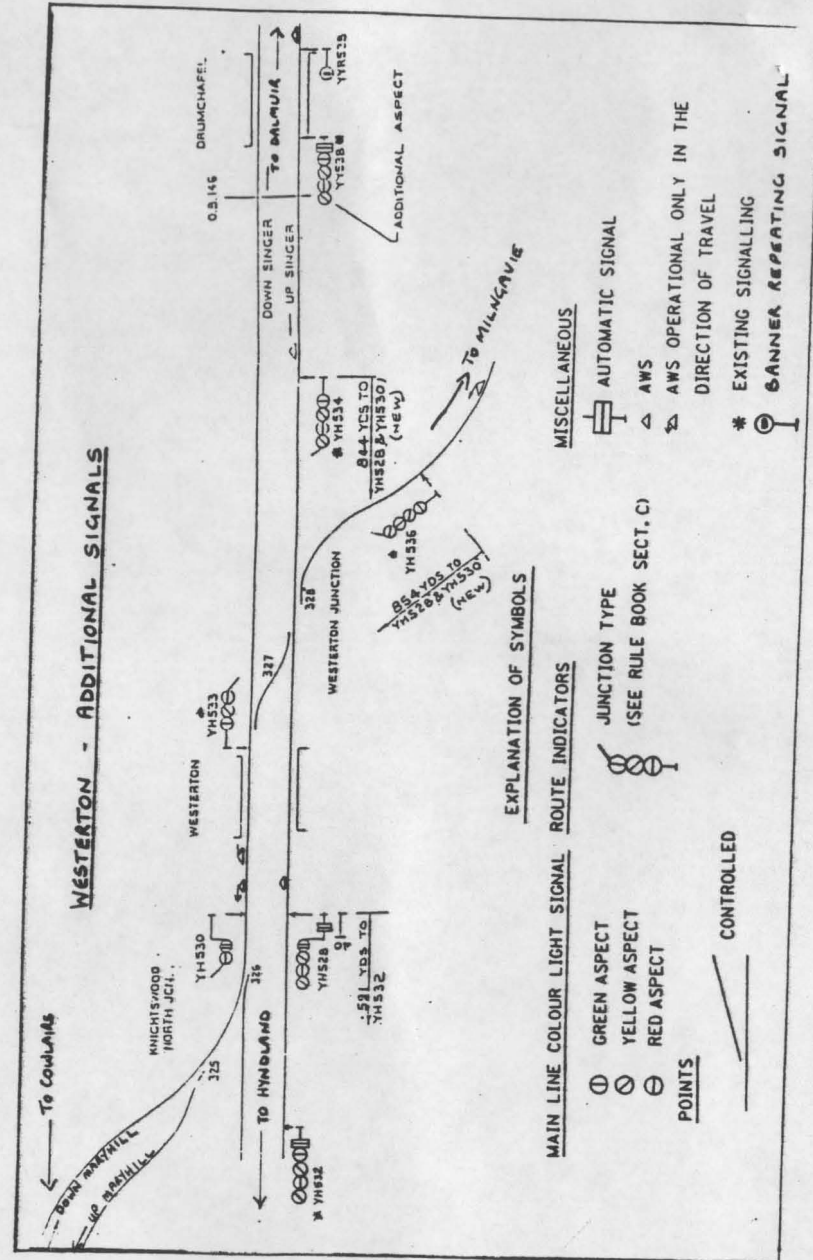 WESTERTON - ADDITIONAL SIGNALS
To COWLAIRS
DOWN MARYHILL
UP MARYHILL
KNIGHTSWOOD
NORTH JCN.
325
326
TO HYNDLAND
* YH532
YH530
YH528
591 YDS TO
YH532
WESTERTON
* YH533
327
328
WESTERTON JUNCTION
* YH536
854 YDS TO
YH528 & YH530
(NEW)
* YH534
844 YDS TO
YH528 & YH530
(NEW)
To MILNGAVIE
DOWN SINGER
UP SINGER
O.B.146
DRUMCHAPEL
TO DALMUIR
YY538 *
ADDITIONAL ASPECT
YYR525
EXPLANATION OF SYMBOLS
MAIN LINE COLOUR LIGHT SIGNAL
GREEN ASPECT
YELLOW ASPECT
RED ASPECT
POINTS
CONTROLLED
ROUTE INDICATORS
JUNCTION TYPE
(SEE RULE BOOK SECT. C)
MISCELLANEOUS
AUTOMATIC SIGNAL
AWS
AWS OPERATIONAL ONLY IN THE
DIRECTION OF TRAVEL
* EXISTING SIGNALLING
BANNER REPEATING SIGNAL